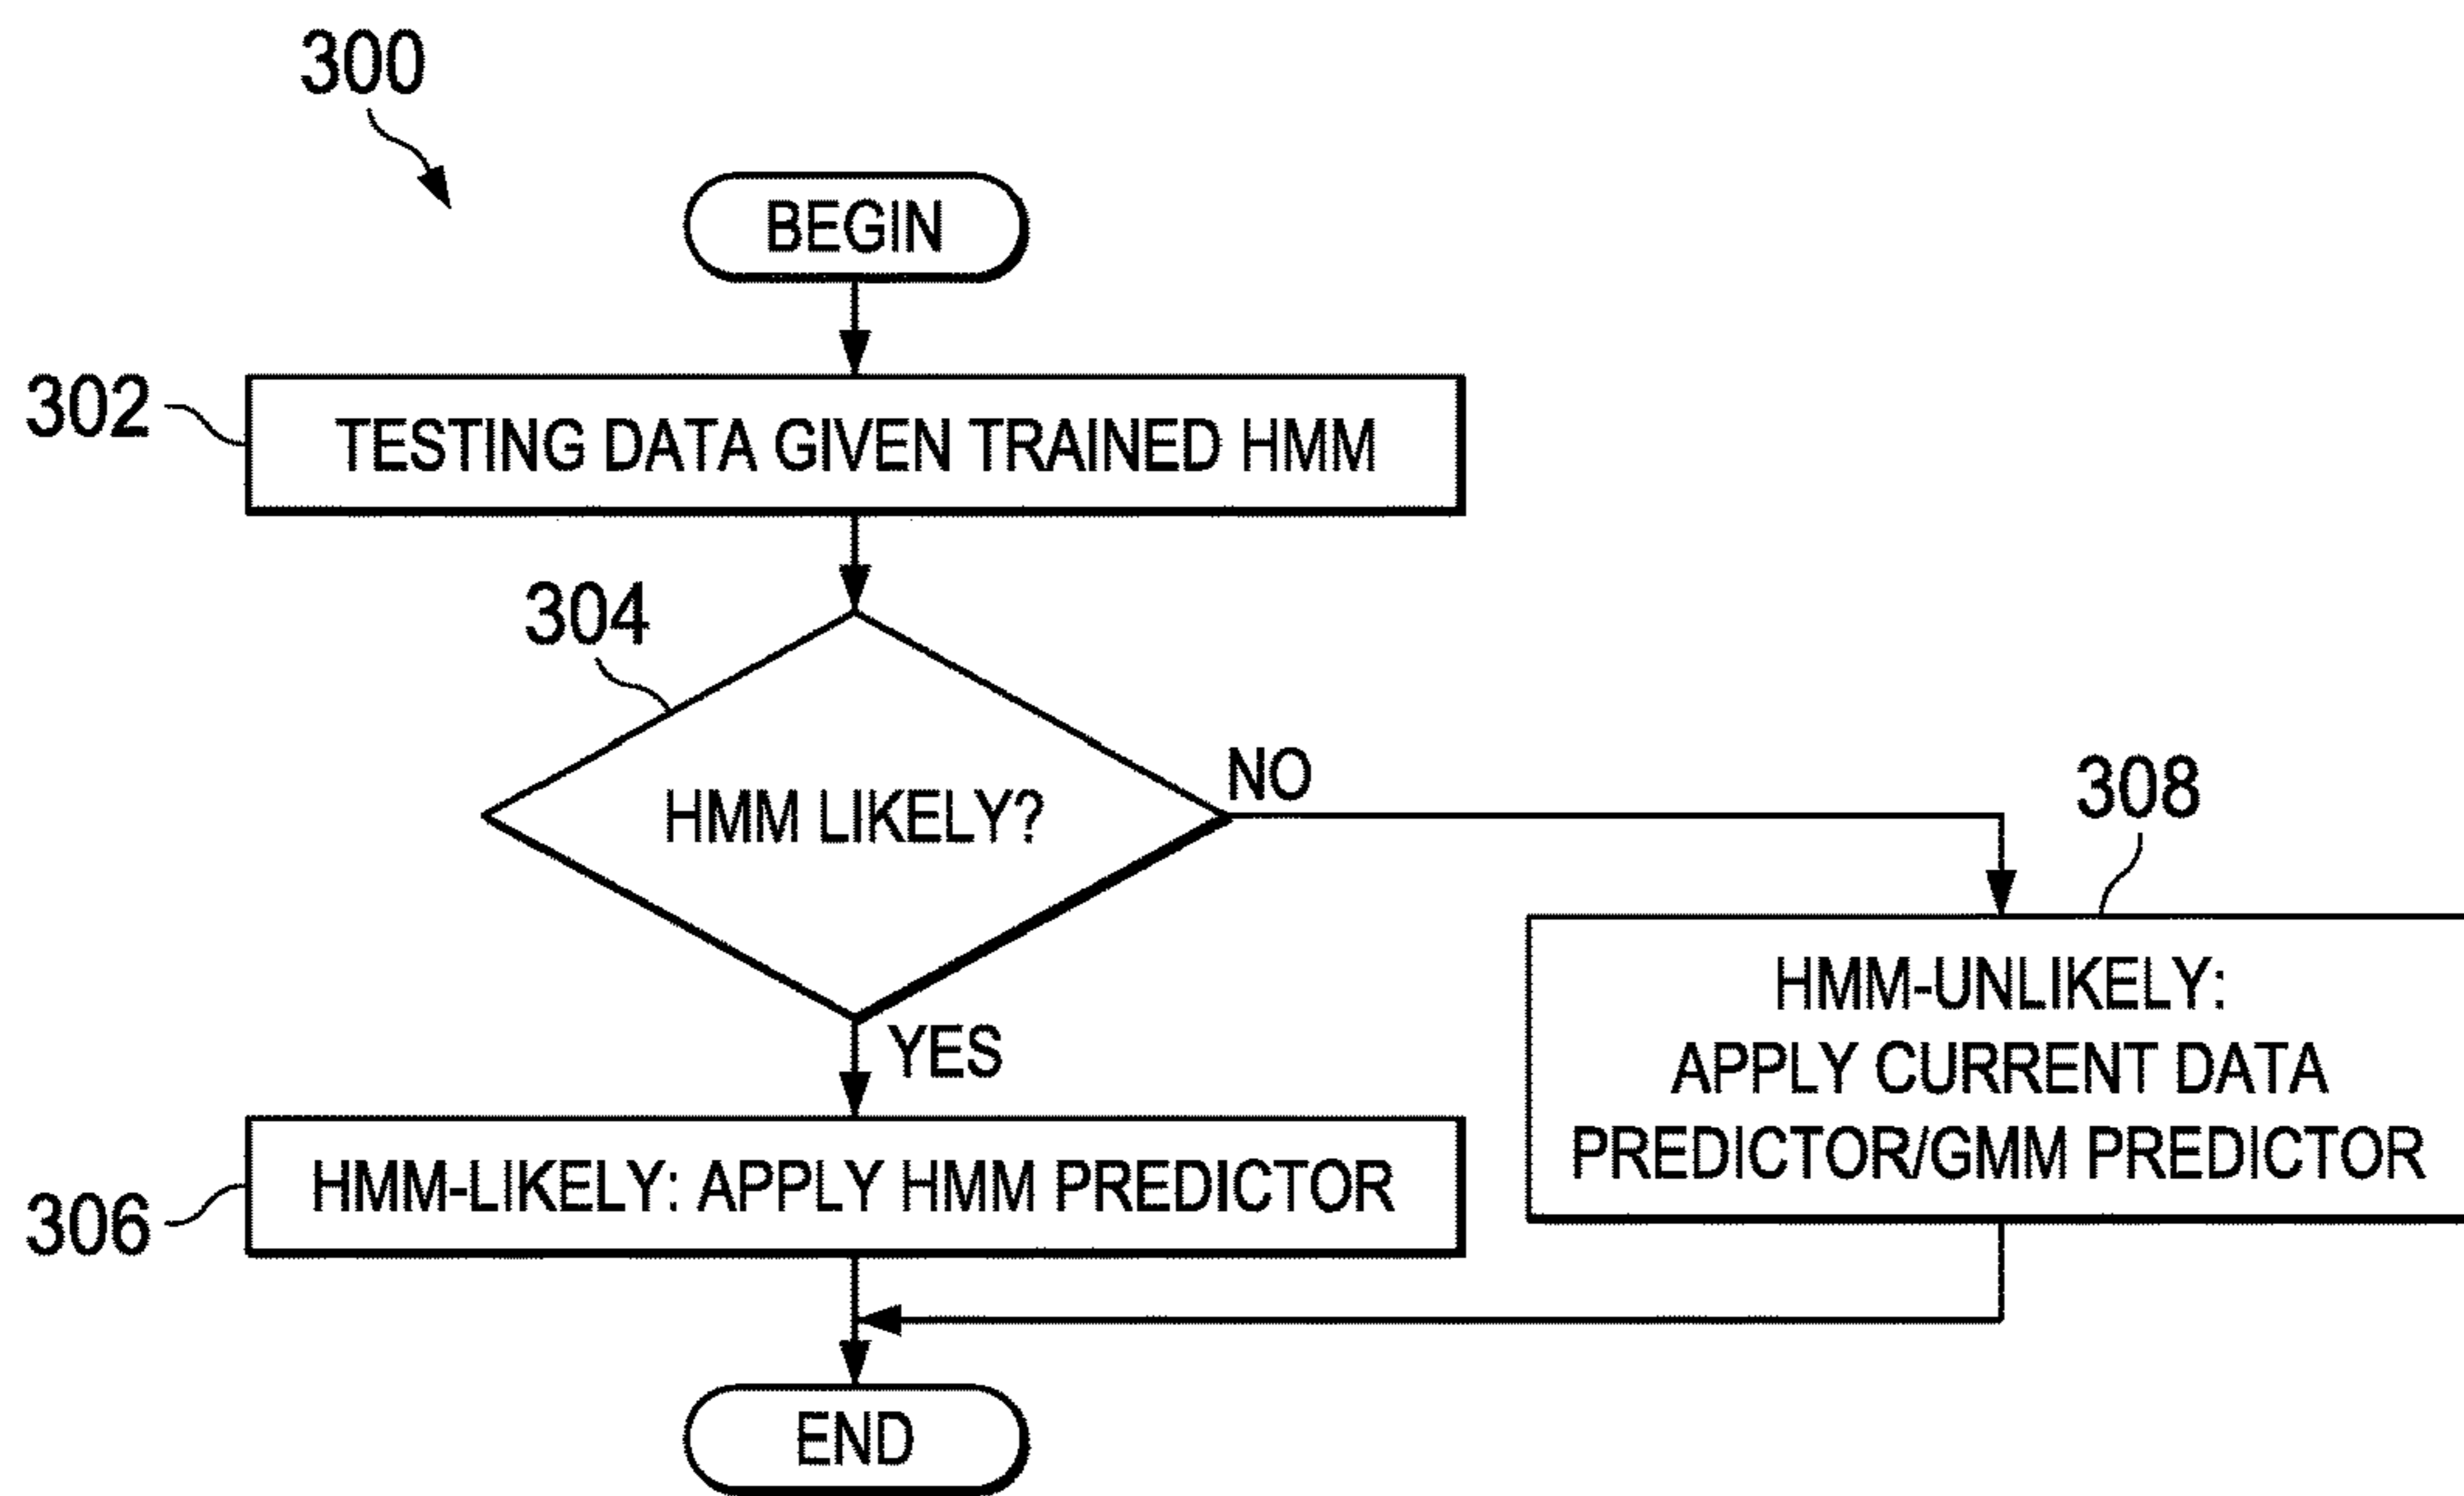 300
BEGIN
302
TESTING DATA GIVEN TRAINED HMM
304
HMM LIKELY?
NO
308
HMM-UNLIKELY:
APPLY CURRENT DATA
PREDICTOR/GMM PREDICTOR
YES
HMM-LIKELY: APPLY HMM PREDICTOR
306
END